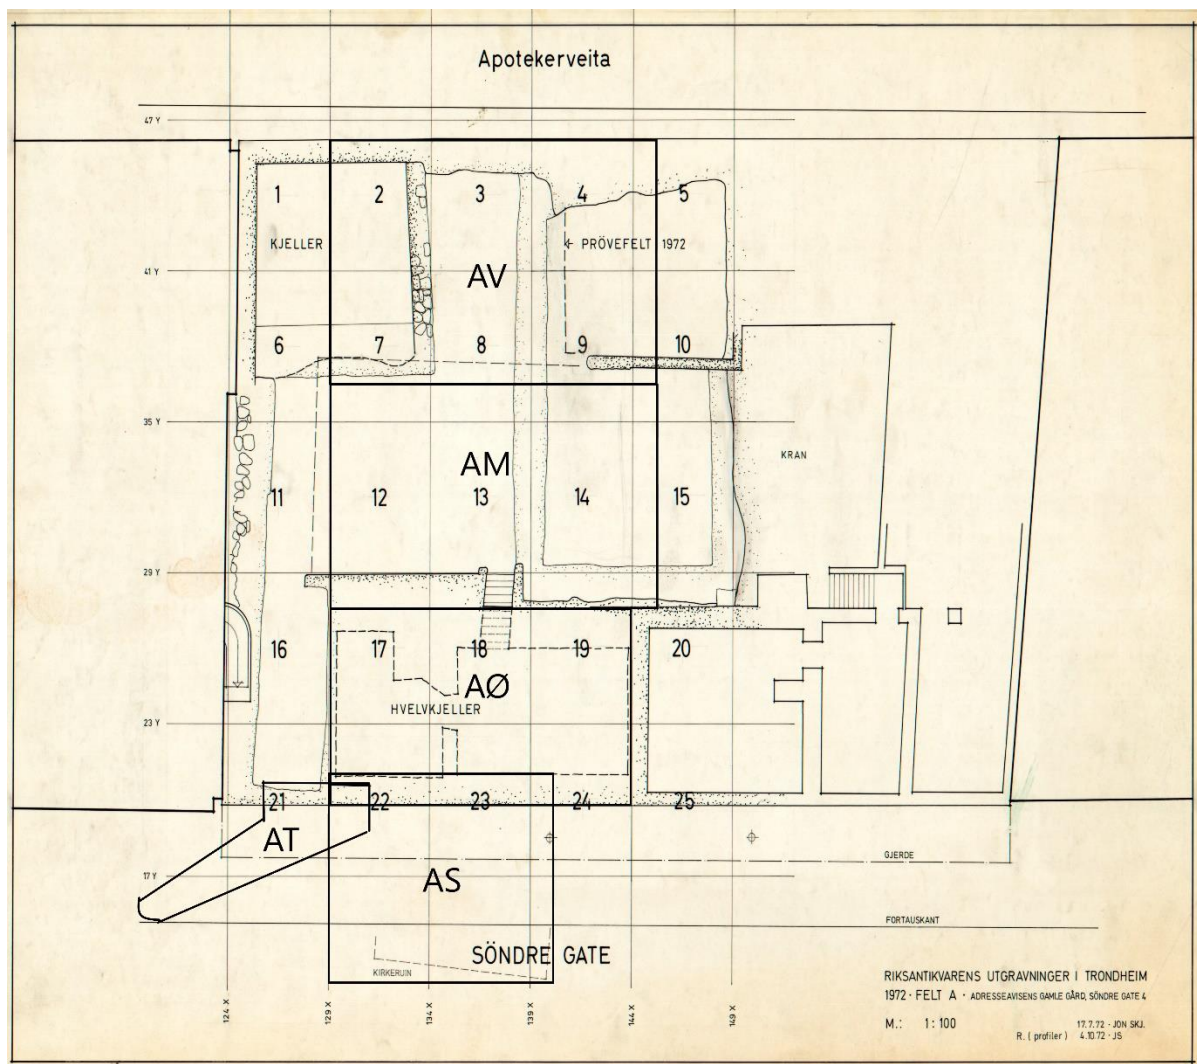 Apotekerveita
47 Y
1 2 3 4 5
KJELLER
← PRÖVEFELT 1972
41 Y
AV
6 7 8 9 10
35 Y
AM
KRAN
11 12 13 14 15
29 Y
16 17 18 19 20
AØ
HVELVKJELLER
23 Y
21 22 23 24 25
AT
GJERDE
17 Y
AS
FORTAUSKANT
SÖNDRE GATE
KIRKERUIN
124 X 129 X 134 X 139 X 144 X 149 X
RIKSANTIKVARENS UTGRAVNINGER I TRONDHEIM
1972 · FELT A · ADRESSEAVISENS GAMLE GÅRD, SÖNDRE GATE 4
M.: 1:100
17.7.72 · JON SKJ.
R. ( profiler ) 4.10.72 · JS